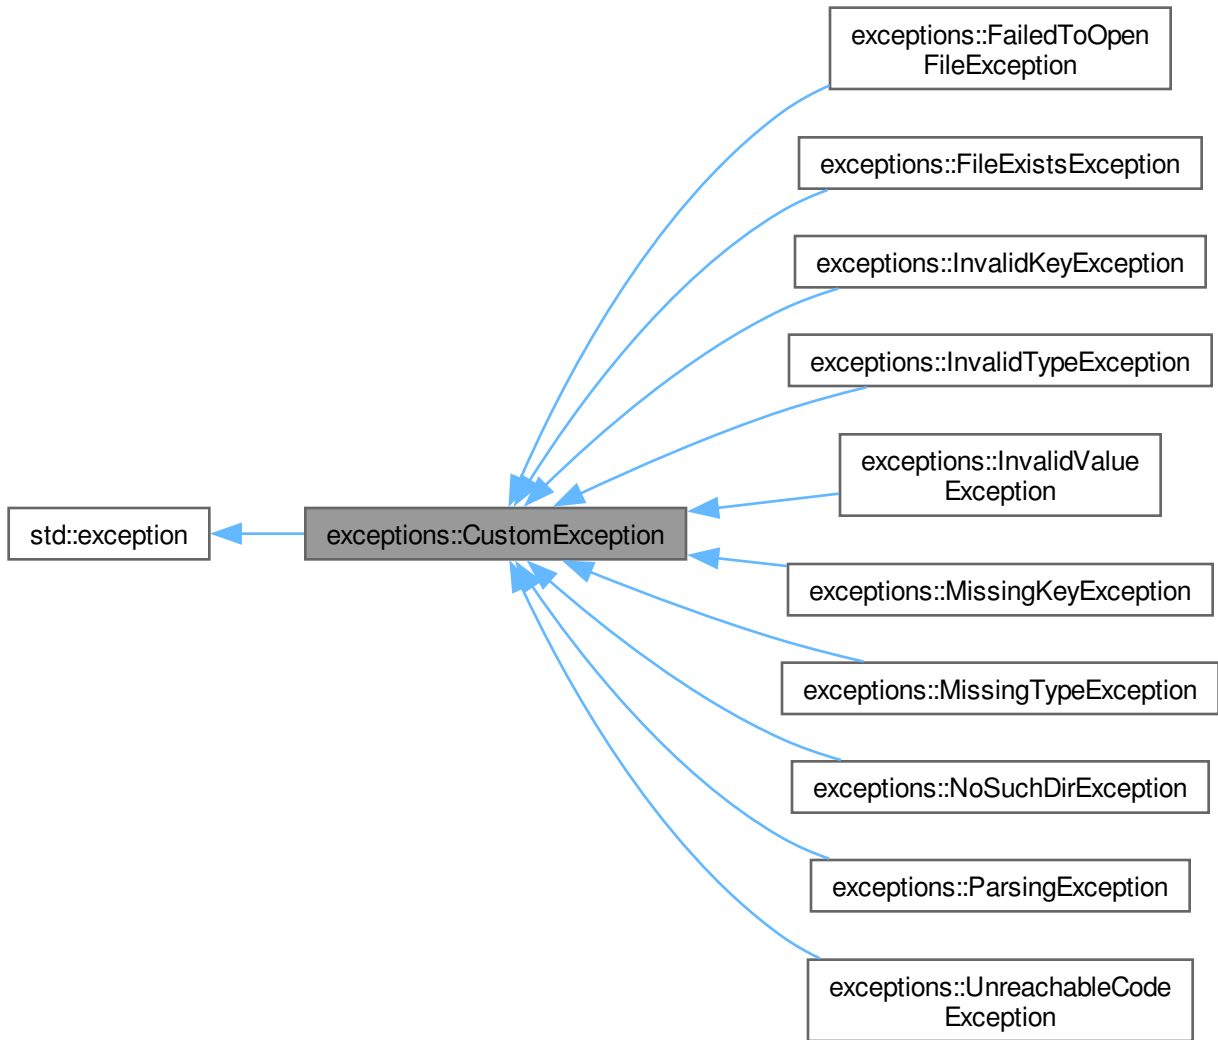 exceptions::FailedToOpen
FileException
exceptions::FileExistsException
exceptions::InvalidKeyException
exceptions::InvalidTypeException
exceptions::InvalidValue
Exception
std::exception
exceptions::CustomException
exceptions::MissingKeyException
exceptions::MissingTypeException
exceptions::NoSuchDirException
exceptions::ParsingException
exceptions::UnreachableCode
Exception